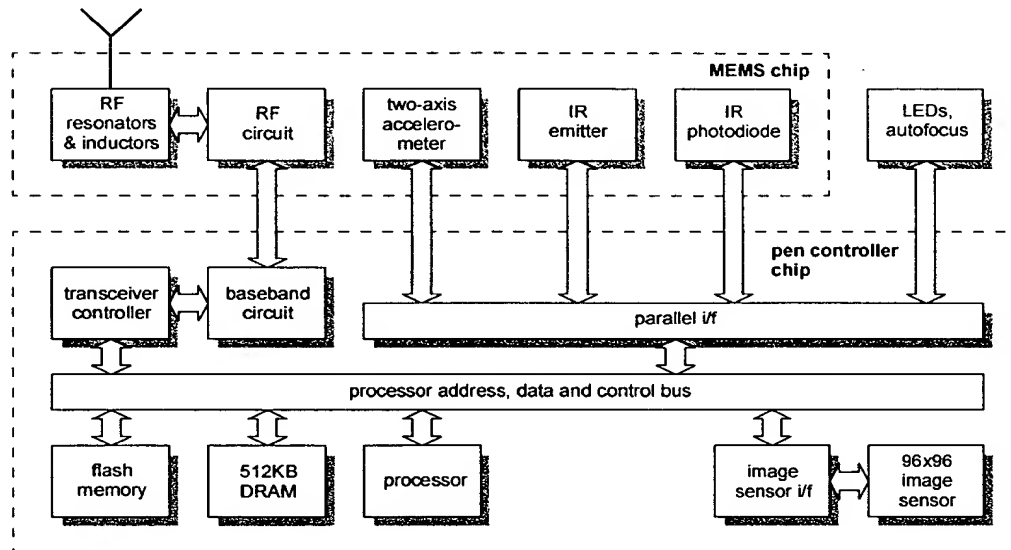 MEMS chip
RF
resonators
& inductors
RF
circuit
two-axis
accelero-
meter
IR
emitter
IR
photodiode
LEDs,
autofocus
pen controller
chip
transceiver
controller
baseband
circuit
parallel i/f
processor address, data and control bus
flash
memory
512KB
DRAM
processor
image
sensor i/f
96x96
image
sensor